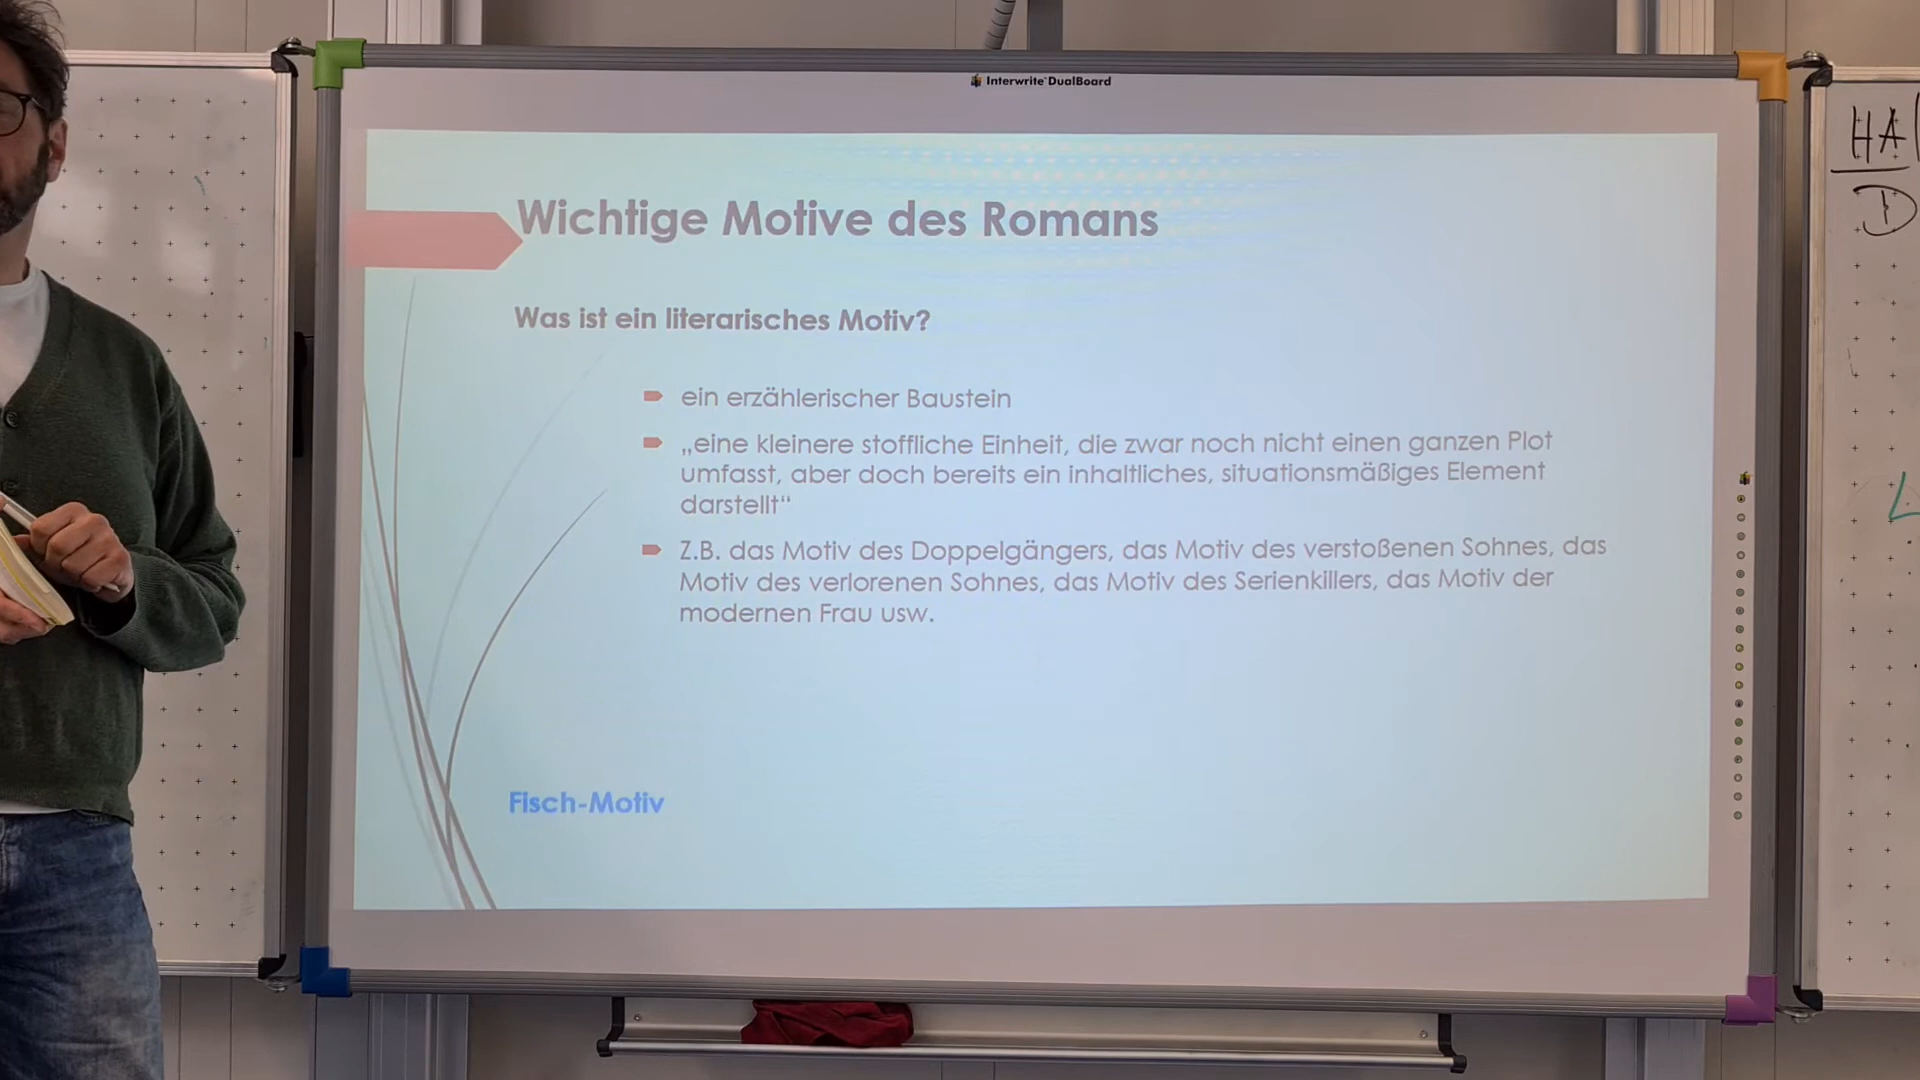 Interwrite DualBoard
HA
D
Wichtige Motive des Romans
Was ist ein literarisches Motiv?
ein erzählerischer Baustein
„eine kleinere stoffliche Einheit, die zwar noch nicht einen ganzen Plot
umfasst, aber doch bereits ein inhaltliches, situationsmäßiges Element
darstellt“
Z.B. das Motiv des Doppelgängers, das Motiv des verstoßenen Sohnes, das
Motiv des verlorenen Sohnes, das Motiv des Serienkillers, das Motiv der
modernen Frau usw.
Fisch-Motiv